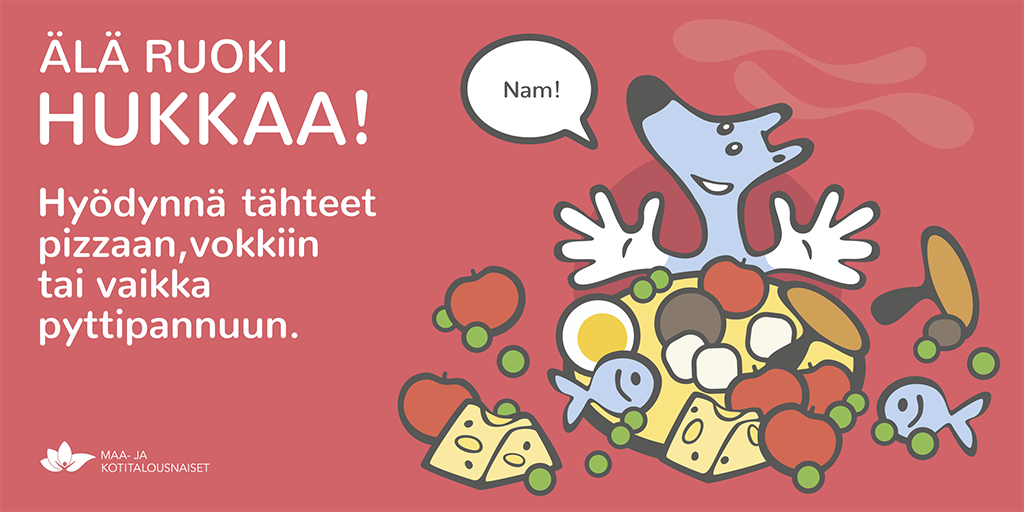 ÄLÄ RUOKI
HUKKAA!
Hyödynnä tähteet
pizzaan,vokkiin
tai vaikka
pyttipannuun.
Nam!
MAA- JA
KOTITALOUSNAISET